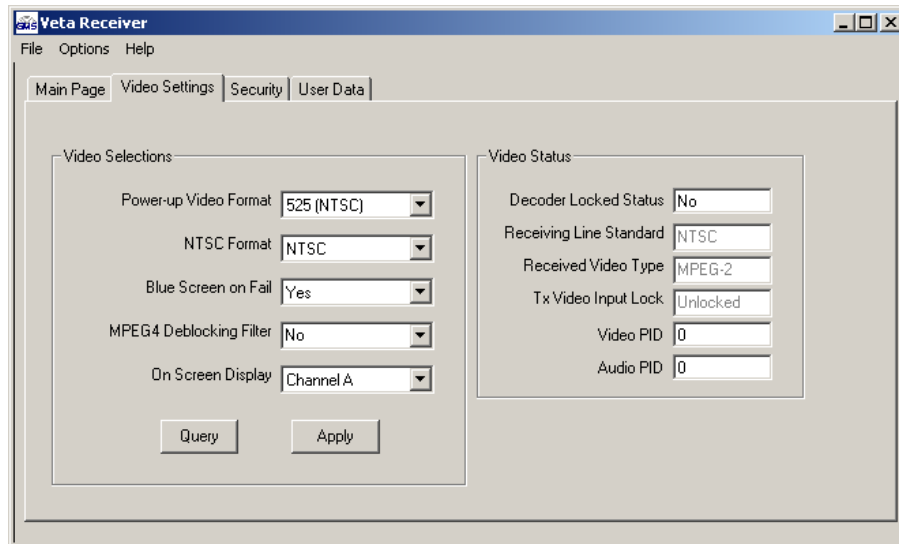 GMS Veta Receiver
File Options Help
Main Page Video Settings Security User Data
Video Selections
Power-up Video Format 525 (NTSC)
NTSC Format NTSC
Blue Screen on Fail Yes
MPEG4 Deblocking Filter No
On Screen Display Channel A
Query Apply
Video Status
Decoder Locked Status No
Receiving Line Standard NTSC
Received Video Type MPEG-2
Tx Video Input Lock Unlocked
Video PID 0
Audio PID 0